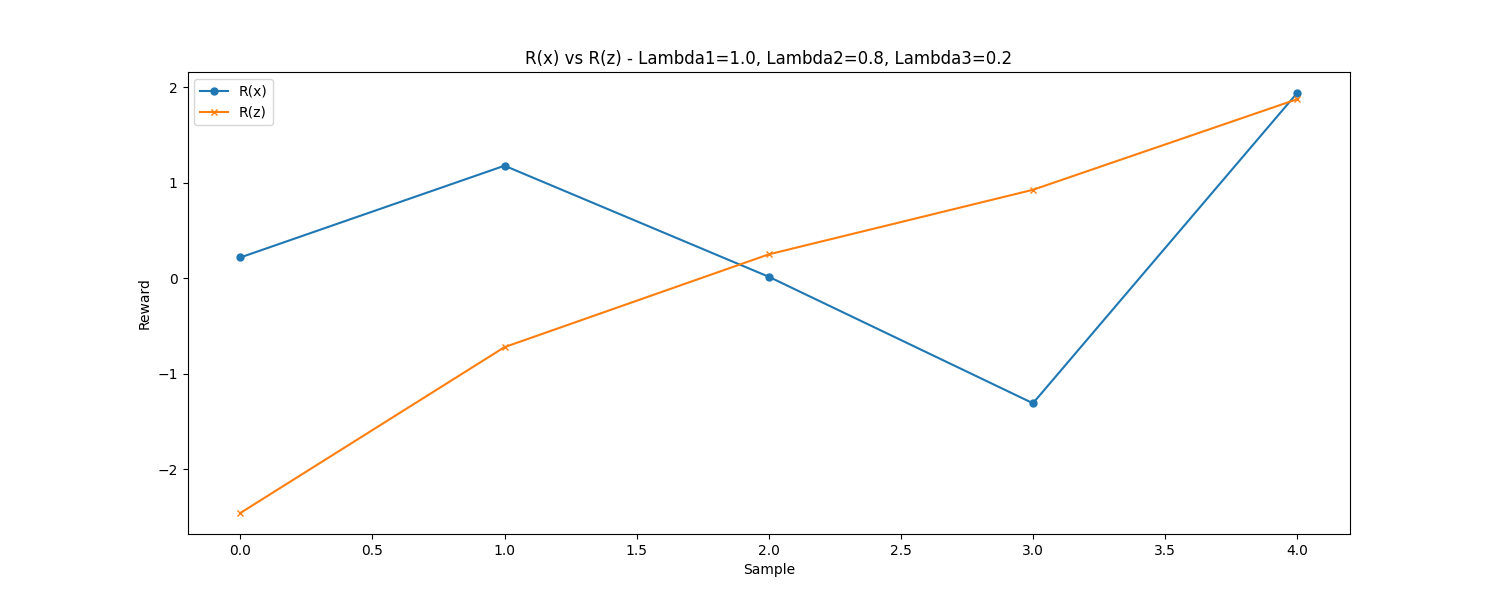 R(x) vs R(z) - Lambda1=1.0, Lambda2=0.8, Lambda3=0.2
R(x)
R(z)
2
1
0
−1
−2
Reward
0.0 0.5 1.0 1.5 2.0 2.5 3.0 3.5 4.0
Sample